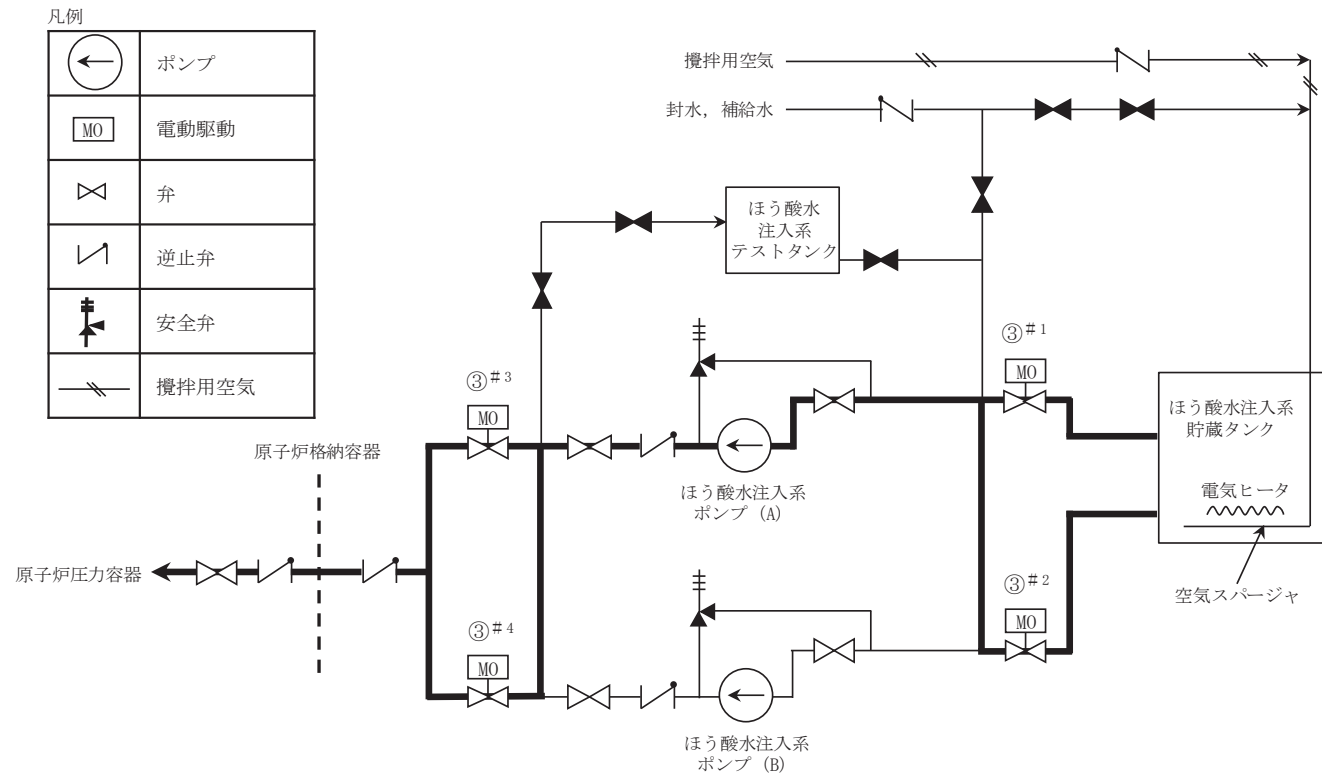 凡例
ポンプ
MO
電動駆動
弁
逆止弁
安全弁
攪拌用空気
攪拌用空気
封水，補給水
ほう酸水
注入系
テストタンク
③＃1
MO
③＃3
MO
ほう酸水注入系
貯蔵タンク
電気ヒータ
空気スパージャ
原子炉格納容器
ほう酸水注入系
ポンプ（A）
原子炉圧力容器
③＃2
MO
③＃4
MO
ほう酸水注入系
ポンプ（B）